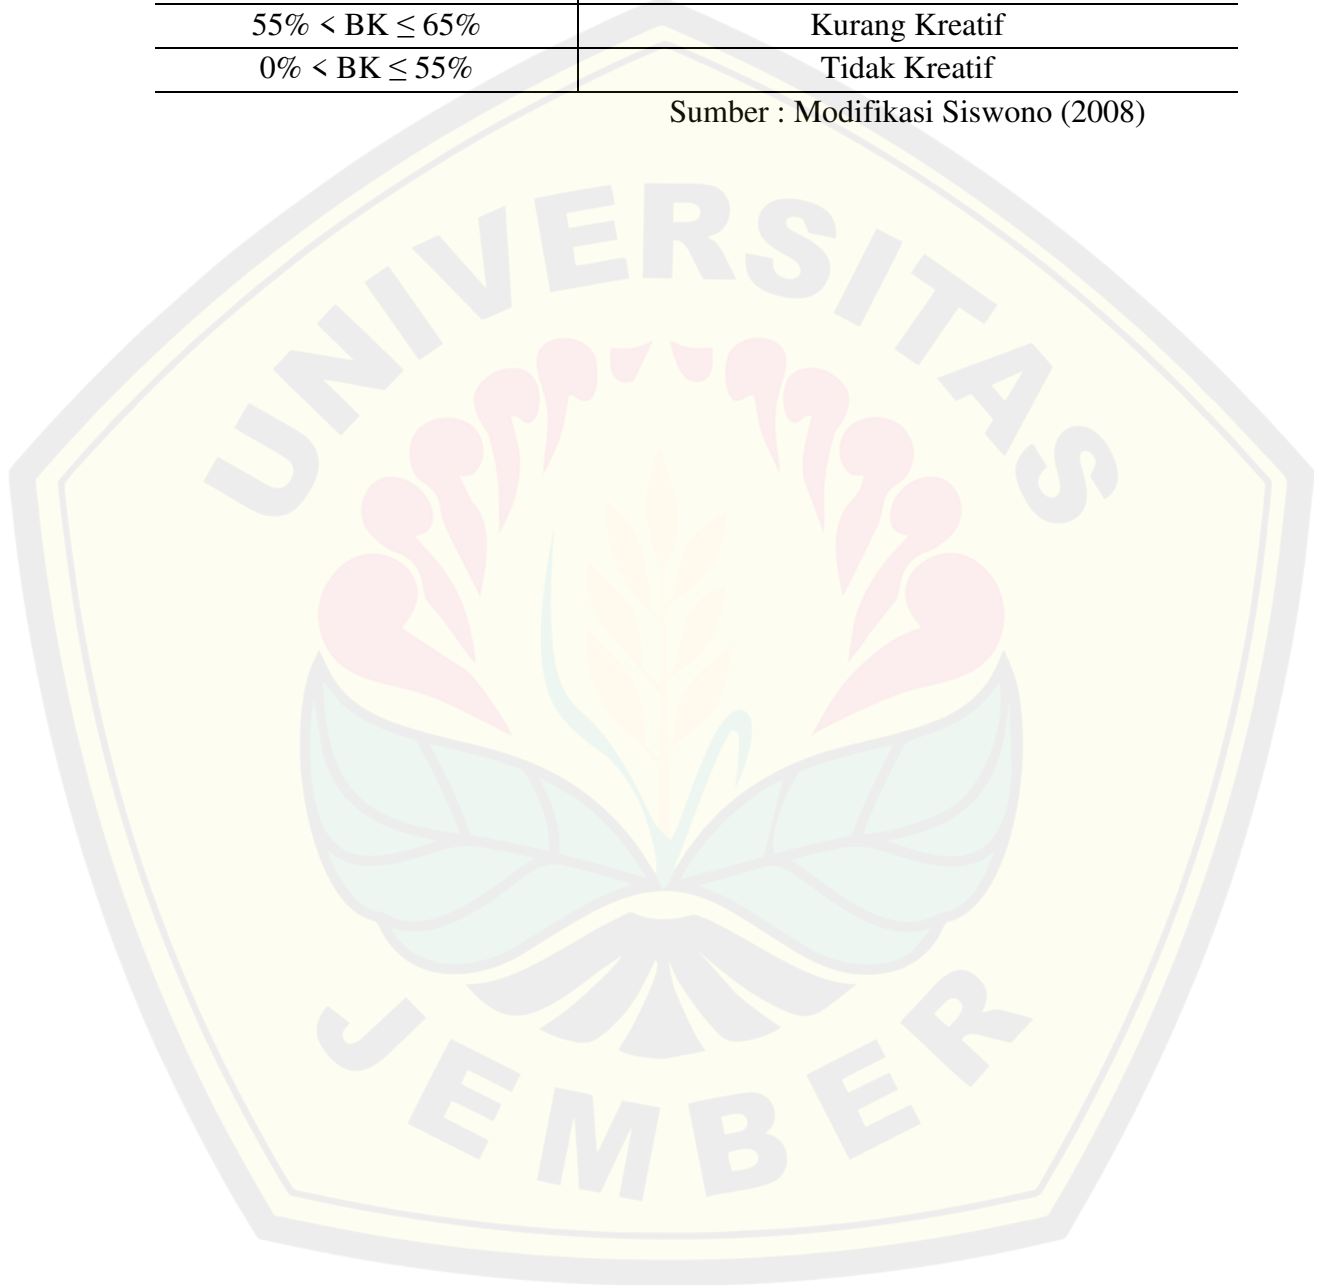 55% < BK ≤ 65% Kurang Kreatif
0% < BK ≤ 55% Tidak Kreatif
Sumber : Modifikasi Siswono (2008)
UNIVERSITAS
JEMBER